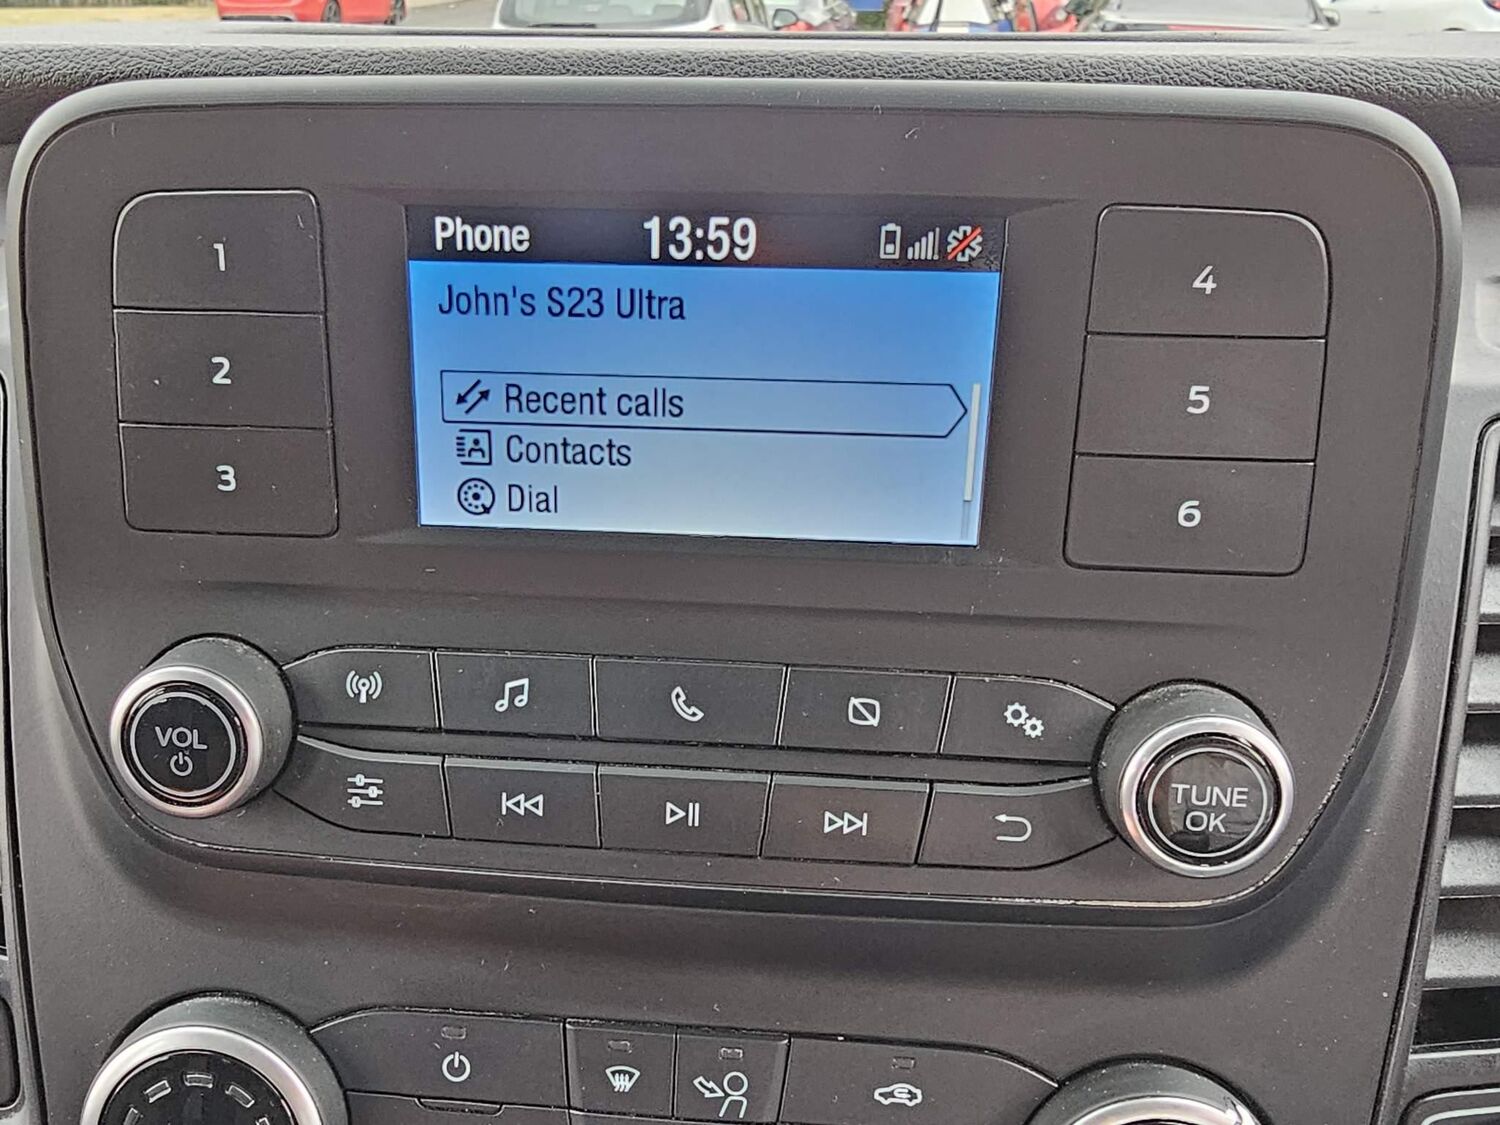 Phone 13:59
John's S23 Ultra
Recent calls
Contacts
Dial
1
2
3
4
5
6
VOL
TUNE
OK